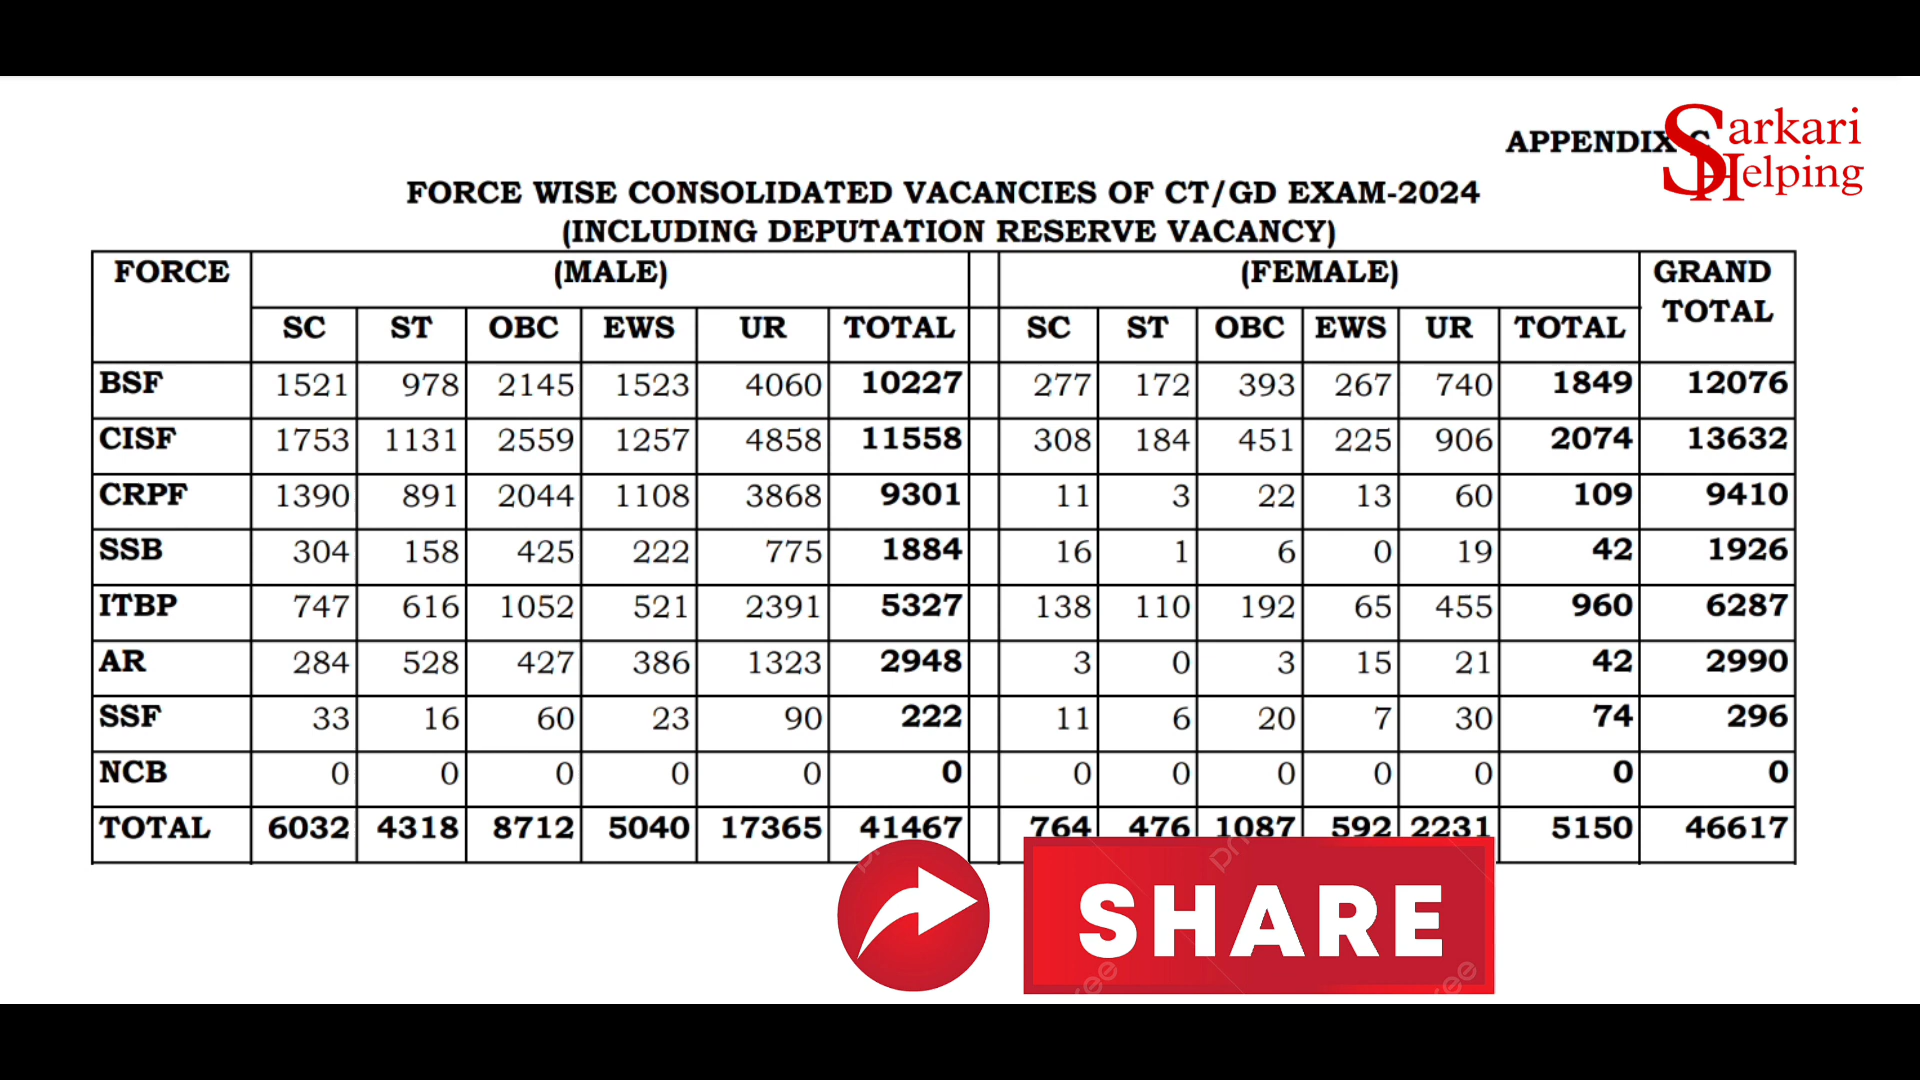 Sarkari
Helping
APPENDIX
FORCE WISE CONSOLIDATED VACANCIES OF CT/GD EXAM-2024
(INCLUDING DEPUTATION RESERVE VACANCY)
FORCE (MALE) (FEMALE) GRAND TOTAL
SC ST OBC EWS UR TOTAL SC ST OBC EWS UR TOTAL
BSF 1521 978 2145 1523 4060 10227 277 172 393 267 740 1849 12076
CISF 1753 1131 2559 1257 4858 11558 308 184 451 225 906 2074 13632
CRPF 1390 891 2044 1108 3868 9301 11 3 22 13 60 109 9410
SSB 304 158 425 222 775 1884 16 1 6 0 19 42 1926
ITBP 747 616 1052 521 2391 5327 138 110 192 65 455 960 6287
AR 284 528 427 386 1323 2948 3 0 3 15 21 42 2990
SSF 33 16 60 23 90 222 11 6 20 7 30 74 296
NCB 0 0 0 0 0 0 0 0 0 0 0 0 0
TOTAL 6032 4318 8712 5040 17365 41467 764 476 1087 592 2231 5150 46617
SHARE